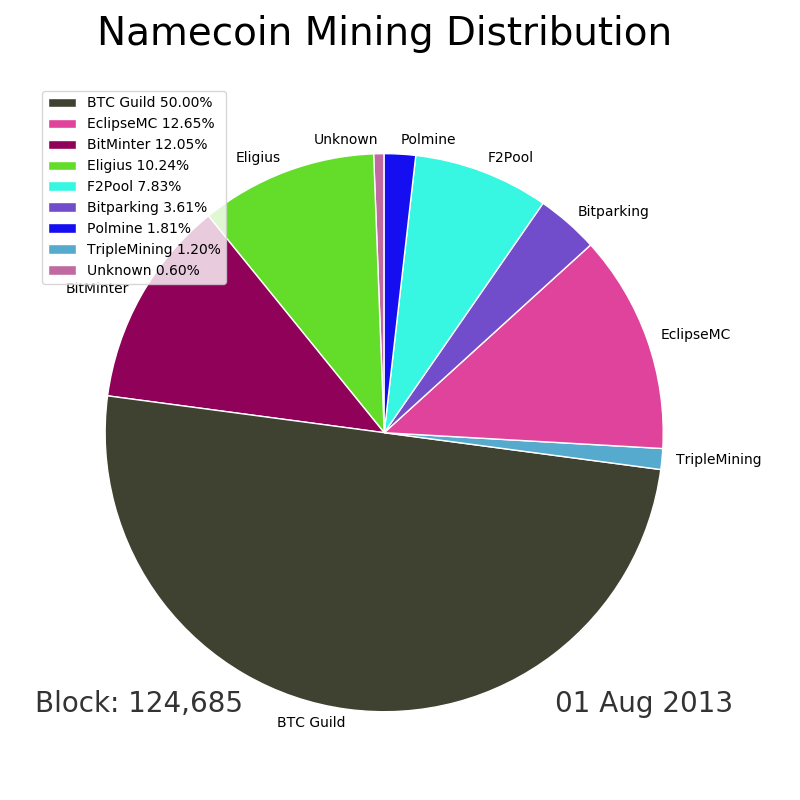 Namecoin Mining Distribution
BTC Guild 50.00%
EclipseMC 12.65%
BitMinter 12.05%
Eligius 10.24%
F2Pool 7.83%
Bitparking 3.61%
Polmine 1.81%
TripleMining 1.20%
Unknown 0.60%
Unknown
Polmine
Eligius
F2Pool
Bitparking
BitMinter
EclipseMC
TripleMining
Block: 124,685
01 Aug 2013
BTC Guild